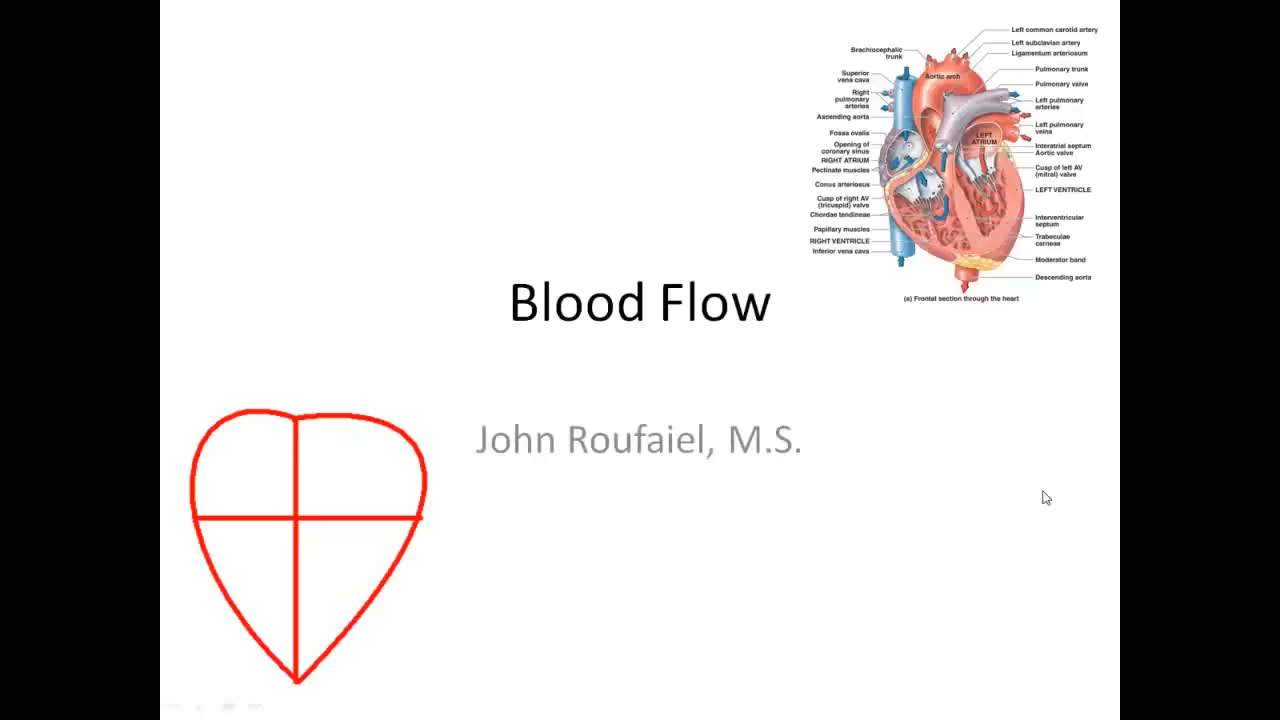 Left common carotid artery
Left subclavian artery
Ligamentum arteriosum
Pulmonary trunk
Pulmonary valve
Left pulmonary
arteries
Left pulmonary
veins
Interatrial septum
Aortic valve
Cusp of left AV
(mitral) valve
LEFT VENTRICLE
Interventricular
septum
Trabeculae
carneae
Moderator band
Descending aorta
Brachiocephalic
trunk
Superior
vena cava
Right
pulmonary
arteries
Ascending aorta
Fossa ovalis
Opening of
coronary sinus
RIGHT ATRIUM
Pectinate muscles
Conus arteriosus
Cusp of right AV
(tricuspid) valve
Chordae tendineae
Papillary muscles
RIGHT VENTRICLE
Inferior vena cava
Aortic arch
LEFT
ATRIUM
(a) Frontal section through the heart
Blood Flow
John Roufaiel, M.S.